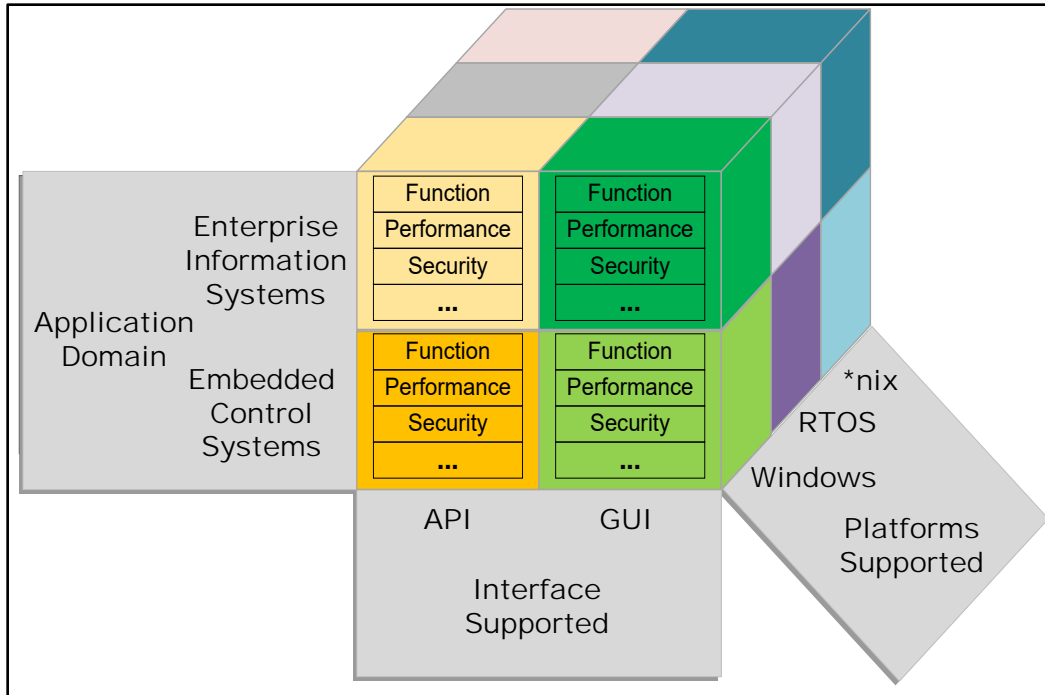 Function
Performance
Security
...
Function
Performance
Security
...
Enterprise
Information
Systems
Application
Domain
Embedded
Control
Systems
Function
Performance
Security
...
Function
Performance
Security
...
*nix
RTOS
Windows
Platforms
Supported
API
GUI
Interface
Supported